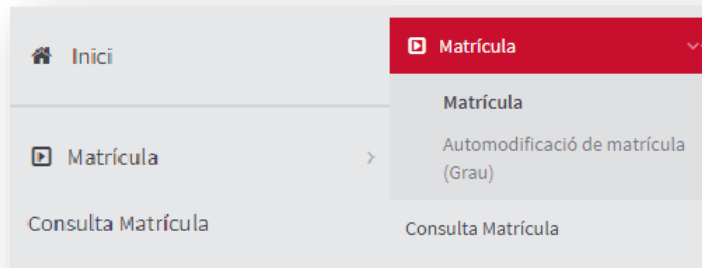 Inici
Matrícula
Consulta Matrícula
Matrícula
Matrícula
Automodificació de matrícula
(Grau)
Consulta Matrícula